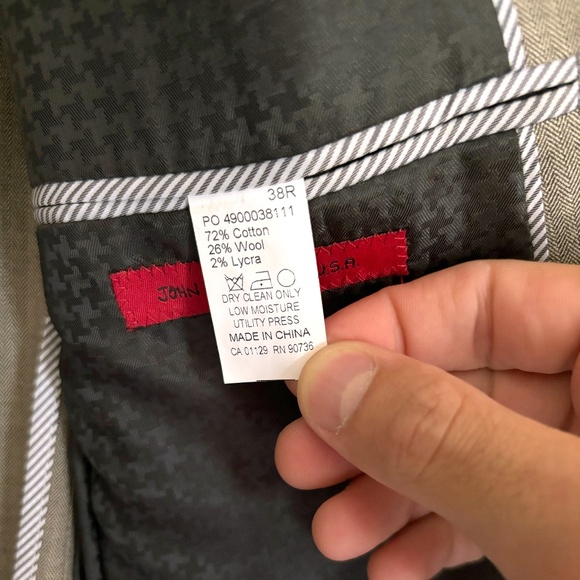 38R
PO 4900038111
72% Cotton
26% Wool
2% Lycra
JOHN U.S.A
DRY CLEAN ONLY
LOW MOISTURE
UTILITY PRESS
MADE IN CHINA
CA 01129 RN 90736